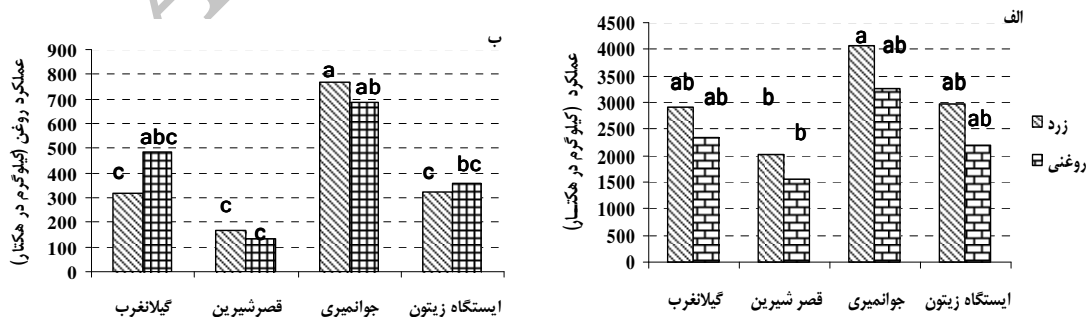 الف
عملکرد (کیلوگرم در هکتار)
4500
4000
3500
3000
2500
2000
1500
1000
500
0
ab ab b b a ab ab ab
گیلانغرب قصر شیرین جوانمیری ایستگاه زیتون
زرد
روغنی
ب
عملکرد روغن (کیلوگرم در هکتار)
900
800
700
600
500
400
300
200
100
0
c abc c c a ab c bc
گیلانغرب قصرشیرین جوانمیری ایستگاه زیتون